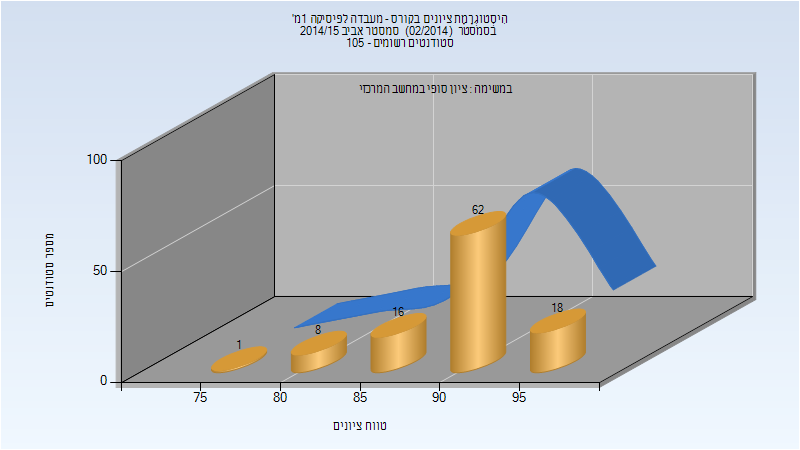 היסטוגרמת ציונים בקורס - מעבדה לפיסיקה 1מ'
בסמסטר (02/2014) סמסטר אביב 2014/15
סטודנטים רשומים - 105
במשימה : ציון סופי במחשב המרכזי
100
50
0
מספר סטודנטים
1
8
16
62
18
75
80
85
90
95
טווח ציונים